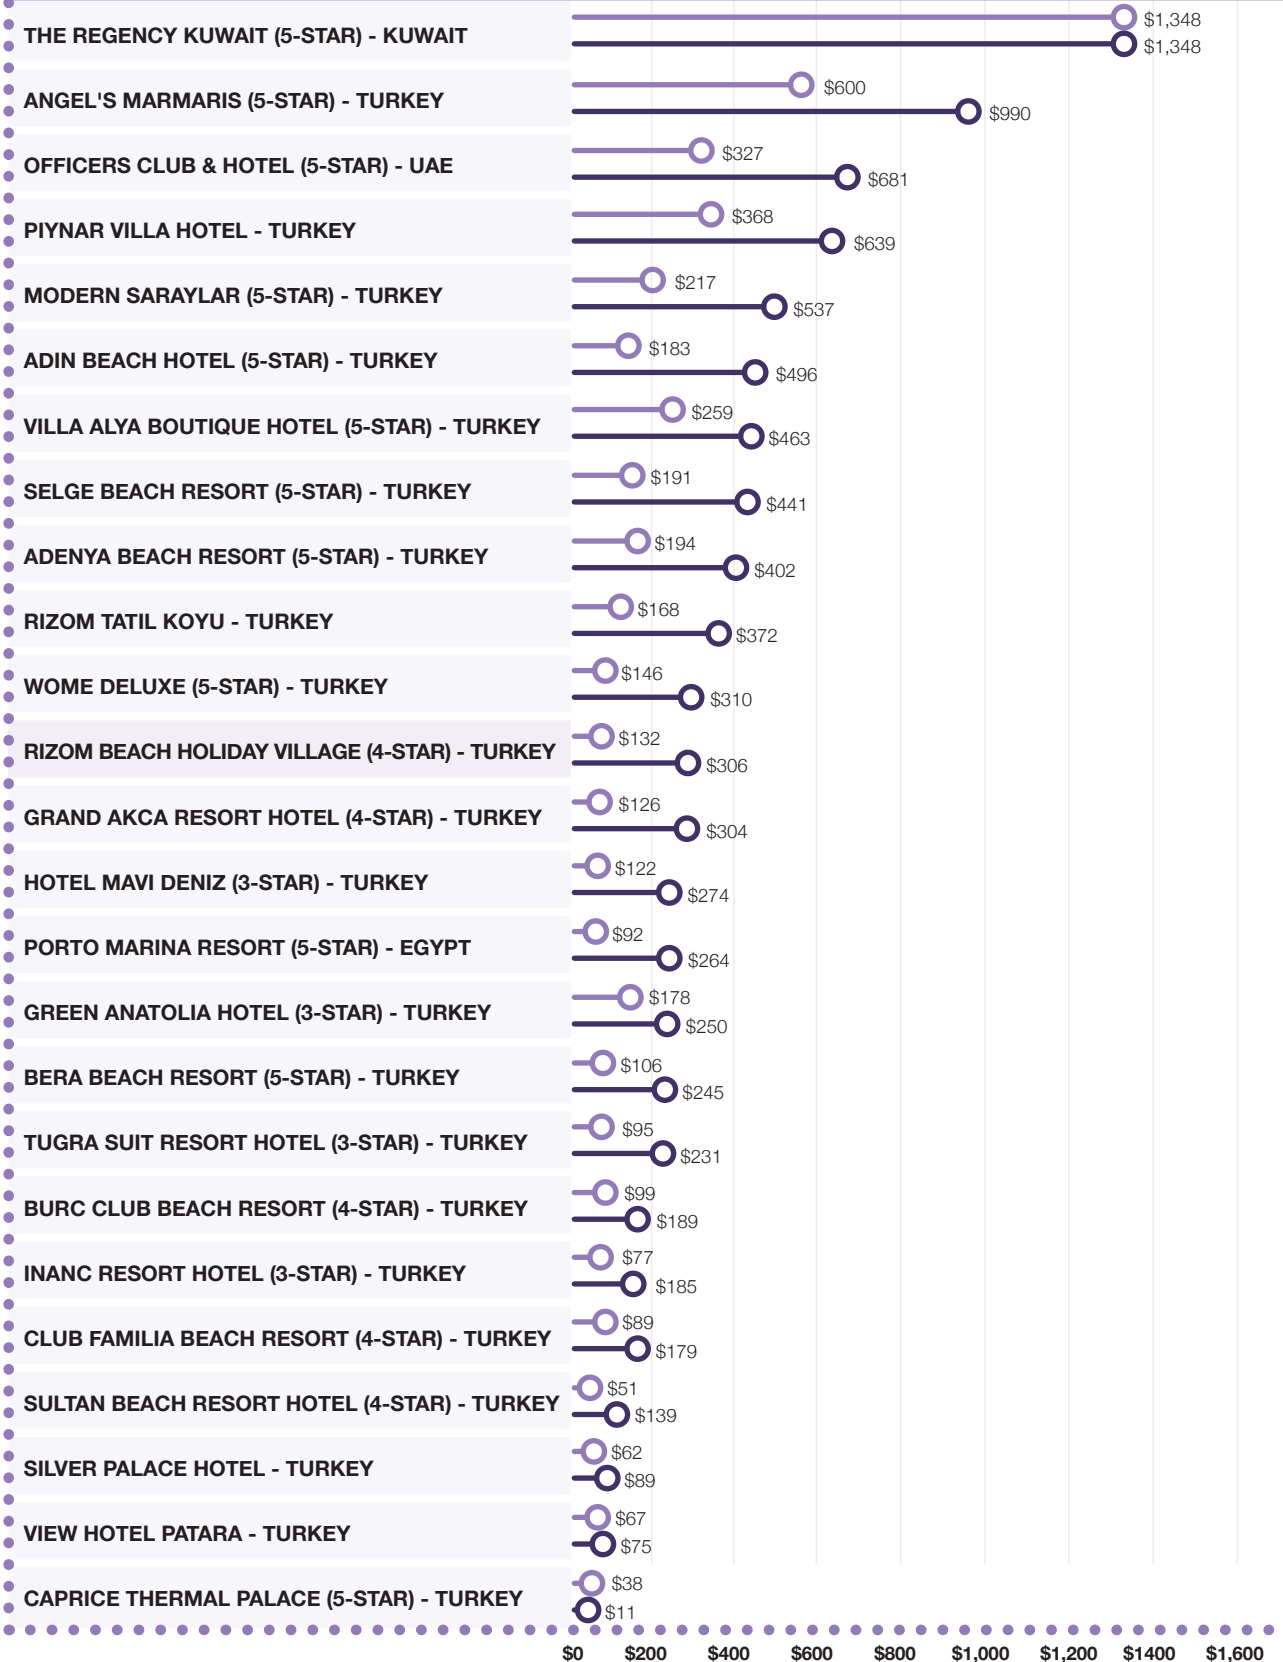 THE REGENCY KUWAIT (5-STAR) - KUWAIT
$1,348
$1,348
ANGEL'S MARMARIS (5-STAR) - TURKEY
$600
$990
OFFICERS CLUB & HOTEL (5-STAR) - UAE
$327
$681
PIYNAR VILLA HOTEL - TURKEY
$368
$639
MODERN SARAYLAR (5-STAR) - TURKEY
$217
$537
ADIN BEACH HOTEL (5-STAR) - TURKEY
$183
$496
VILLA ALYA BOUTIQUE HOTEL (5-STAR) - TURKEY
$259
$463
SELGE BEACH RESORT (5-STAR) - TURKEY
$191
$441
ADENYA BEACH RESORT (5-STAR) - TURKEY
$194
$402
RIZOM TATIL KOYU - TURKEY
$168
$372
WOME DELUXE (5-STAR) - TURKEY
$146
$310
RIZOM BEACH HOLIDAY VILLAGE (4-STAR) - TURKEY
$132
$306
GRAND AKCA RESORT HOTEL (4-STAR) - TURKEY
$126
$304
HOTEL MAVI DENIZ (3-STAR) - TURKEY
$122
$274
PORTO MARINA RESORT (5-STAR) - EGYPT
$92
$264
GREEN ANATOLIA HOTEL (3-STAR) - TURKEY
$178
$250
BERA BEACH RESORT (5-STAR) - TURKEY
$106
$245
TUGRA SUIT RESORT HOTEL (3-STAR) - TURKEY
$95
$231
BURC CLUB BEACH RESORT (4-STAR) - TURKEY
$99
$189
INANC RESORT HOTEL (3-STAR) - TURKEY
$77
$185
CLUB FAMILIA BEACH RESORT (4-STAR) - TURKEY
$89
$179
SULTAN BEACH RESORT HOTEL (4-STAR) - TURKEY
$51
$139
SILVER PALACE HOTEL - TURKEY
$62
$89
VIEW HOTEL PATARA - TURKEY
$67
$75
CAPRICE THERMAL PALACE (5-STAR) - TURKEY
$38
$11
$0 $200 $400 $600 $800 $1,000 $1,200 $1400 $1,600